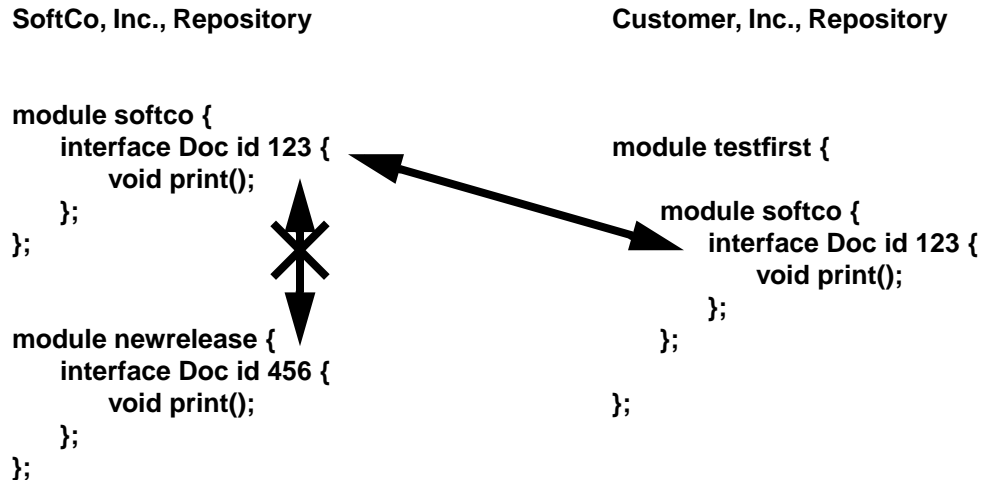 SoftCo, Inc., Repository
module softco {
interface Doc id 123 {
void print();
};
};
module newrelease {
interface Doc id 456 {
void print();
};
};
Customer, Inc., Repository
module testfirst {
module softco {
interface Doc id 123 {
void print();
};
};
};